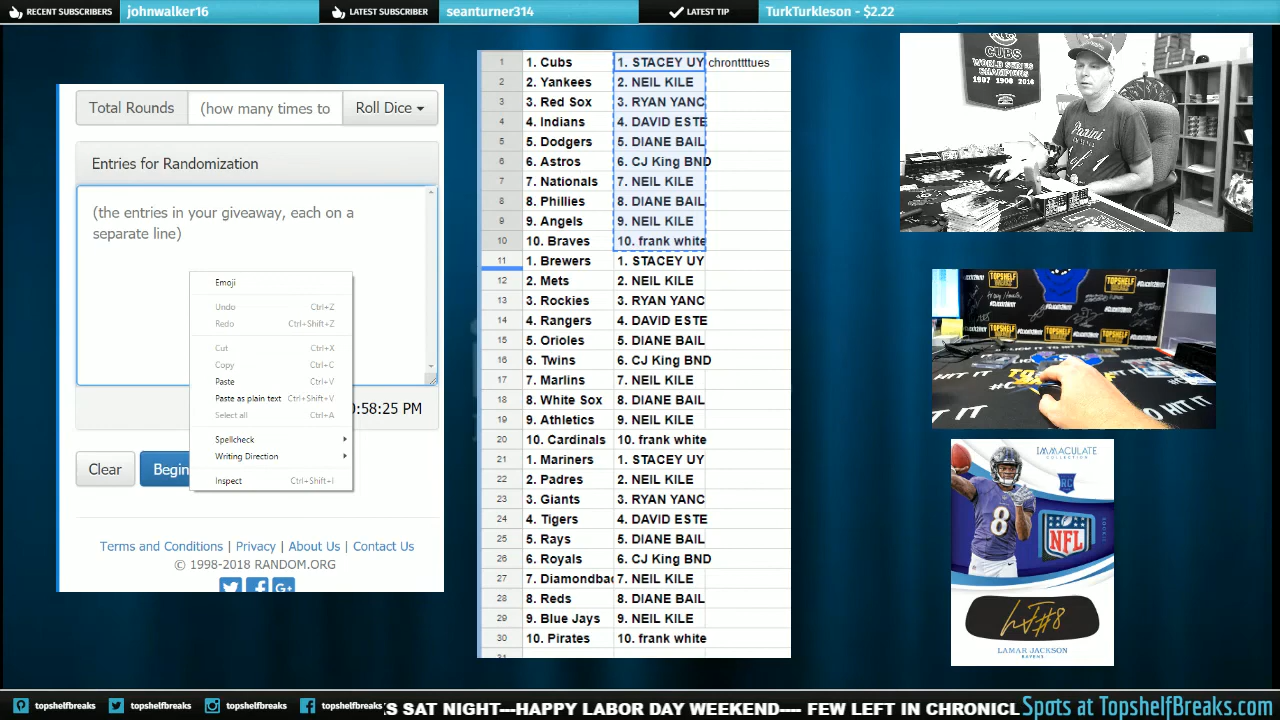 RECENT SUBSCRIBERS johnwalker16 LATEST SUBSCRIBER seanturner314 LATEST TIP TurkTurkleson - $2.22
Total Rounds (how many times to Roll Dice
Entries for Randomization
(the entries in your giveaway, each on a
separate line)
Emoji
Undo Ctrl+Z
Redo Ctrl+Shift+Z
Cut Ctrl+X
Copy Ctrl+C
Paste Ctrl+V
Paste as plain text Ctrl+Shift+V
Select all Ctrl+A
Spellcheck
Writing Direction
Inspect Ctrl+Shift+I
:58:25 PM
Clear Begin
Terms and Conditions | Privacy | About Us | Contact Us
© 1998-2018 RANDOM.ORG
1 1. Cubs 1. STACEY UY chronttttues
2 2. Yankees 2. NEIL KILE
3 3. Red Sox 3. RYAN YANC
4 4. Indians 4. DAVID ESTE
5 5. Dodgers 5. DIANE BAIL
6 6. Astros 6. CJ King BND
7 7. Nationals 7. NEIL KILE
8 8. Phillies 8. DIANE BAIL
9 9. Angels 9. NEIL KILE
10 10. Braves 10. frank white
11 1. Brewers 1. STACEY UY
12 2. Mets 2. NEIL KILE
13 3. Rockies 3. RYAN YANC
14 4. Rangers 4. DAVID ESTE
15 5. Orioles 5. DIANE BAIL
16 6. Twins 6. CJ King BND
17 7. Marlins 7. NEIL KILE
18 8. White Sox 8. DIANE BAIL
19 9. Athletics 9. NEIL KILE
20 10. Cardinals 10. frank white
21 1. Mariners 1. STACEY UY
22 2. Padres 2. NEIL KILE
23 3. Giants 3. RYAN YANC
24 4. Tigers 4. DAVID ESTE
25 5. Rays 5. DIANE BAIL
26 6. Royals 6. CJ King BND
27 7. Diamondbac 7. NEIL KILE
28 8. Reds 8. DIANE BAIL
29 9. Blue Jays 9. NEIL KILE
30 10. Pirates 10. frank white
CUBS
WORLD SERIES
CHAMPIONS
1907 1908 2016
Panini
TOPSHELF
BREAKS
HIT IT
IMMACULATE
COLLECTION
RC
8
NFL
#8
LAMAR JACKSON
RAVENS
topshelfbreaks topshelfbreaks topshelfbreaks topshelfbreaks
S SAT NIGHT---HAPPY LABOR DAY WEEKEND---- FEW LEFT IN CHRONICL
Spots at TopshelfBreaks.com